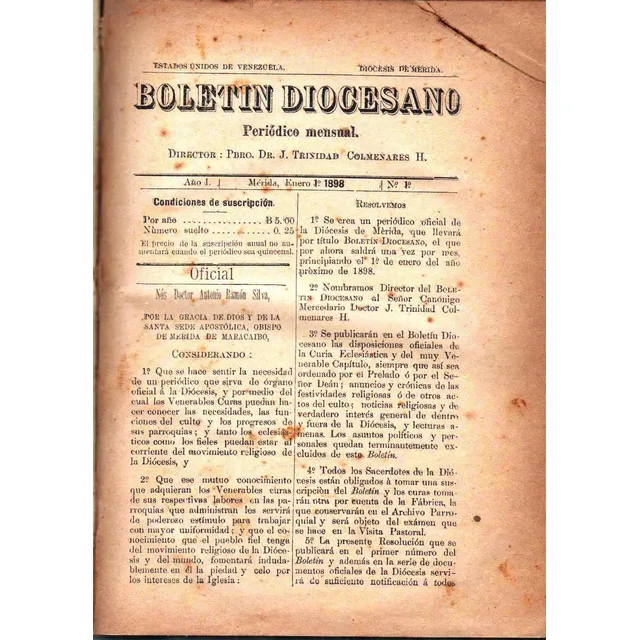 ESTADOS UNIDOS DE VENEZUELA.
DIÓCESIS DE MÉRIDA.
BOLETIN DIOCESANO
Periódico mensual.
DIRECTOR: PBRO. DR. J. TRINIDAD COLMENARES H.
Año I.
Mérida, Enero 1º 1898
Nº 1º
Condiciones de suscripción.
Por año ............... B 5.00
Número suelto ......... 0.25
El precio de la suscripción anual no au-
mentará cuando el periódico sea quincenal.
Oficial
Nós Doctor Antonio Ramón Silva,
POR LA GRACIA DE DIOS Y DE LA
SANTA SEDE APOSTÓLICA, OBISPO
DE MERIDA DE MARACAIBO,
CONSIDERANDO:
1º Que se hace sentir la necesidad
de un periódico que sirva de órgano
oficial á la Diócesis, y por medio del
cual los Venerables Curas puedan ha-
cer conocer las necesidades, las fun-
ciones del culto y los progresos de
sus parroquias; y tanto los eclesiás-
ticos como los fieles puedan estar al
corriente del movimiento religioso de
la Diócesis, y
2º Que ese mutuo conocimiento
que adquieran los Venerables curas
de sus respectivas labores en las pa-
rroquias que administran les servirá
de poderoso estímulo para trabajar
con mayor uniformidad; y que el co-
nocimiento que el pueblo fiel tenga
del movimiento religioso de la Dióce-
sis y del mundo, fomentará induda-
blemente en él la piedad y celo por
los intereses de la Iglesia:
RESOLVEMOS
1º Se crea un periódico oficial de
la Diócesis de Mérida, que llevará
por título BOLETÍN DIOCESANO, el que
por ahora saldrá una vez por mes,
principiando el 1º de enero del año
próximo de 1898.
2º Nombramos Director del BOLE-
TIN DIOCESANO al Señor Canónigo
Mercedario Doctor J. Trinidad Col-
menares H.
3º Se publicarán en el Boletín Dio-
cesano las disposiciones oficiales de
la Curia Eclesiástica y del muy Ve-
nerable Capítulo, siempre que así sea
ordenado por el Prelado ó por el Se-
ñor Deán; anuncios y crónicas de las
festividades religiosas ó de otros ac-
tos del culto; noticias religiosas y de
verdadero interés general de dentro
y fuera de la Diócesis, y lecturas a-
menas. Los asuntos políticos y per-
sonales quedan terminantemente ex-
cluídos de este Boletín.
4º Todos los Sacerdotes de la Dió-
cesis están obligados à tomar una sus-
cripción del Boletín y los curas toma-
rán otra por cuenta de la Fábrica, la
que conservarán en el Archivo Parro-
quial y será objeto del exámen que
se hace en la Visita Pastoral.
5º La presente Resolución que se
publicará en el primer número del
Boletín y además en la serie de docu-
mentos oficiales de la Diócesis servi-
rá de suficiente notificación á todos